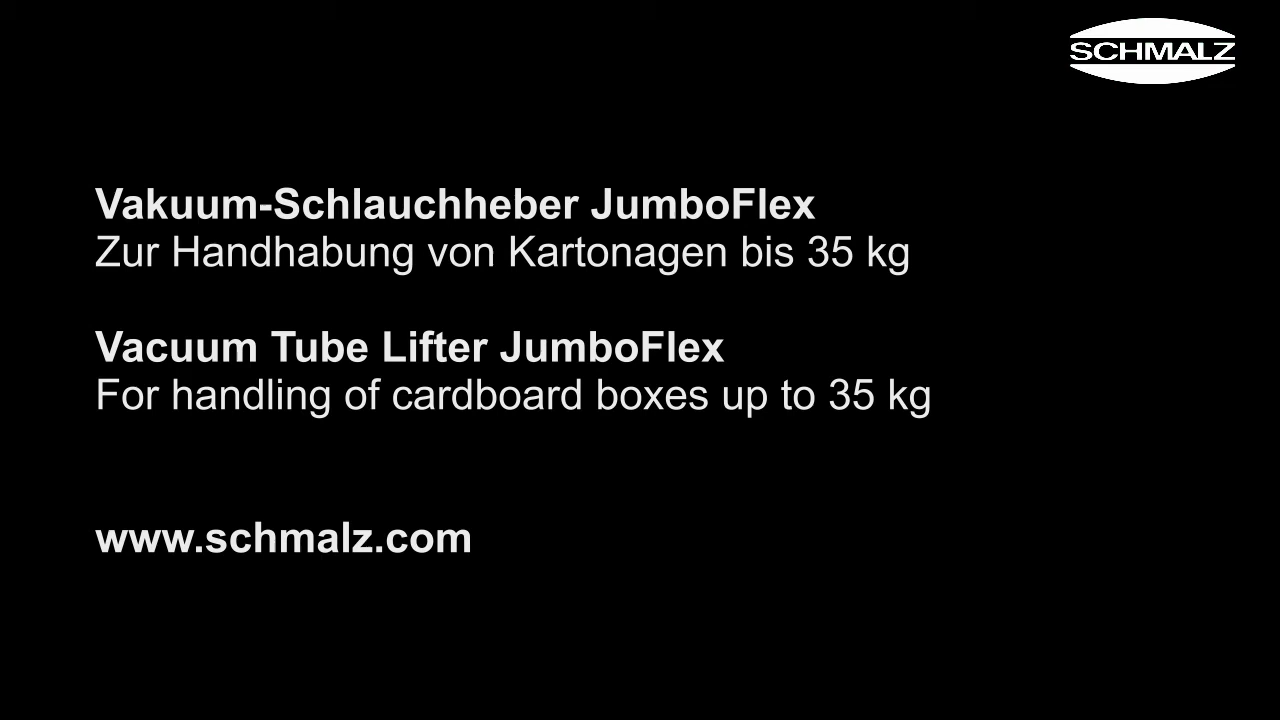 SCHMALZ
Vakuum-Schlauchheber JumboFlex
Zur Handhabung von Kartonagen bis 35 kg
Vacuum Tube Lifter JumboFlex
For handling of cardboard boxes up to 35 kg
www.schmalz.com